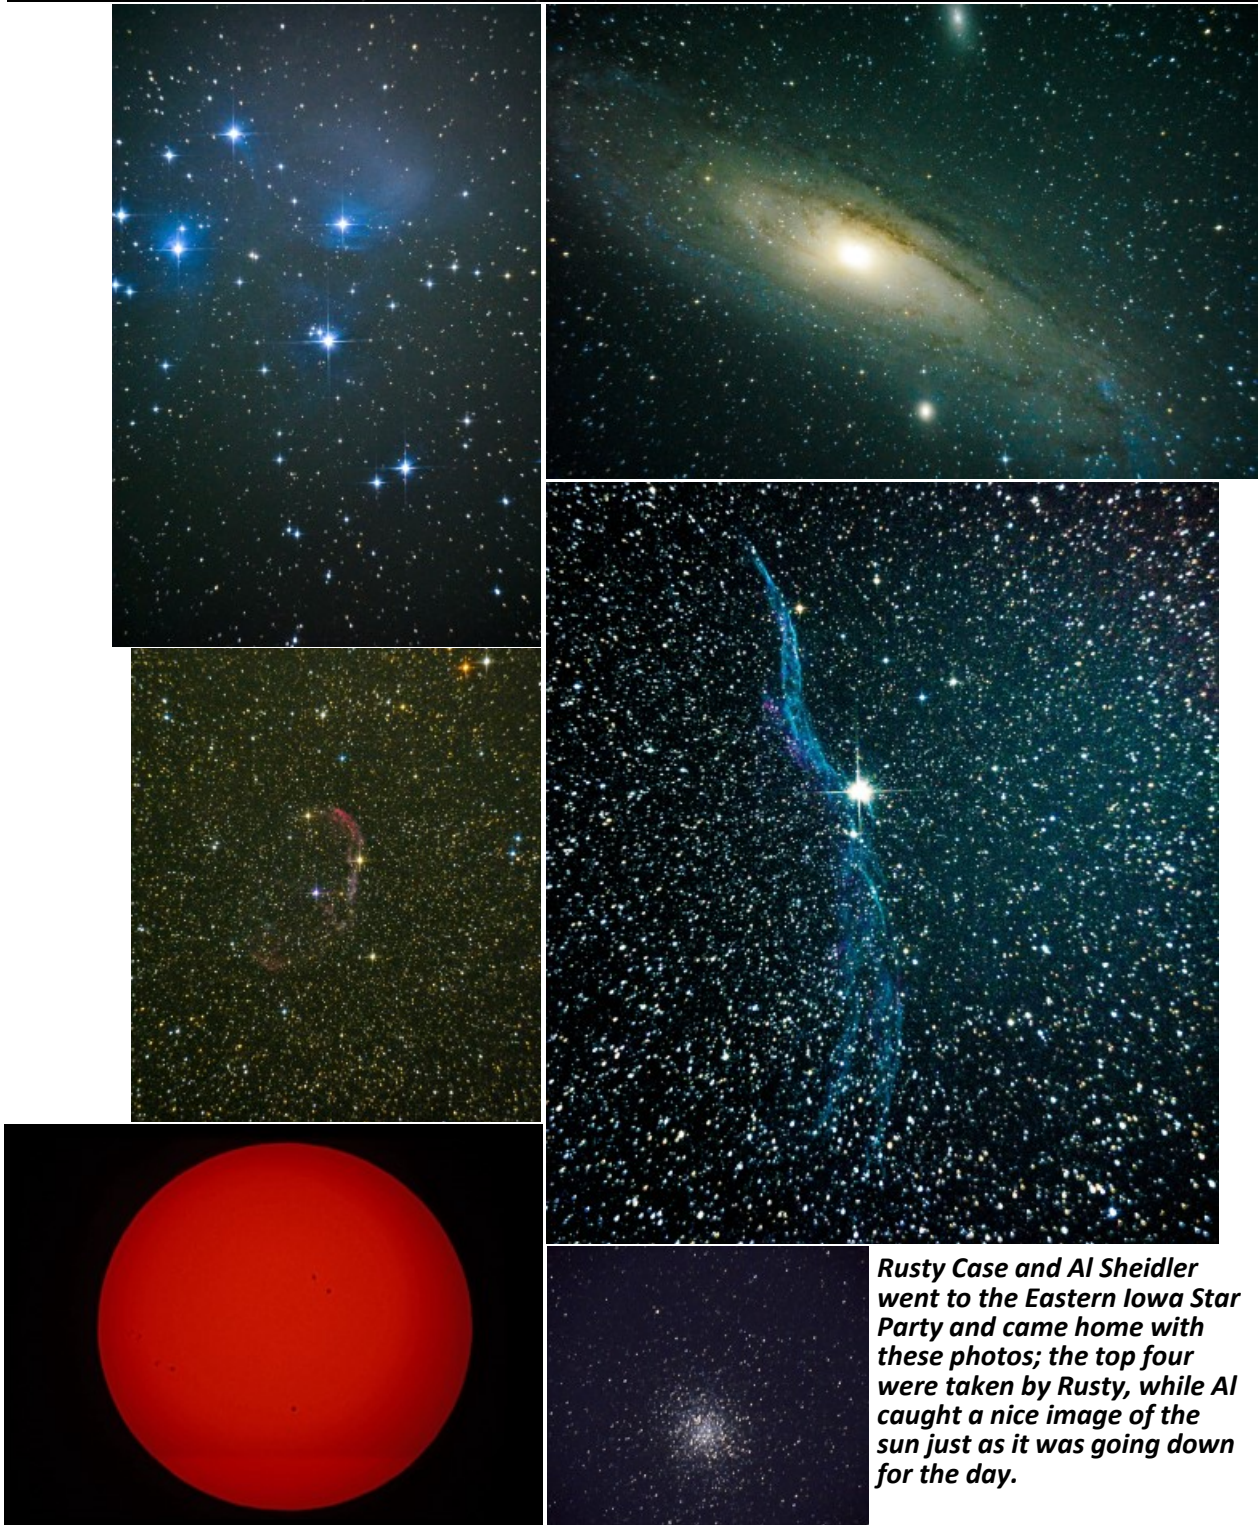 Rusty Case and Al Sheidler
went to the Eastern Iowa Star
Party and came home with
these photos; the top four
were taken by Rusty, while Al
caught a nice image of the
sun just as it was going down
for the day.